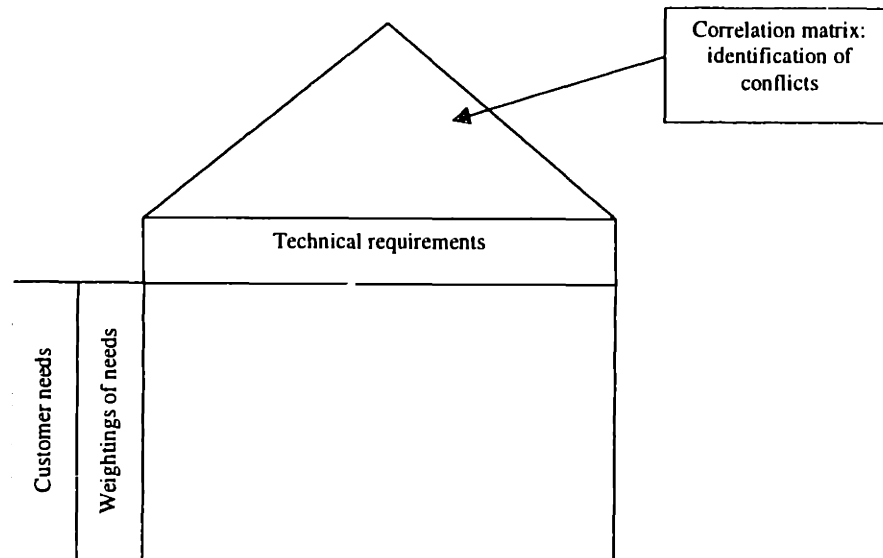 Correlation matrix:
identification of
conflicts
Technical requirements
Customer needs
Weightings of needs